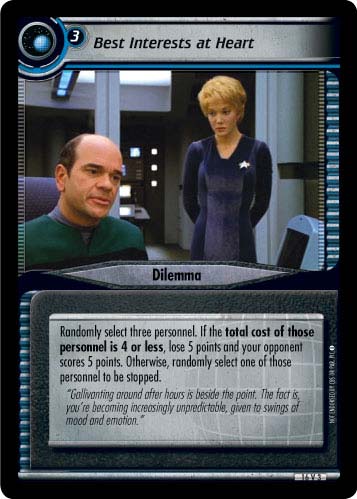 3
Best Interests at Heart
Dilemma
Randomly select three personnel. If the total cost of those
personnel is 4 or less, lose 5 points and your opponent
scores 5 points. Otherwise, randomly select one of those
personnel to be stopped.
"Gallivanting around after hours is beside the point. The fact is,
you're becoming increasingly unpredictable, given to swings of
mood and emotion."
16 V 3